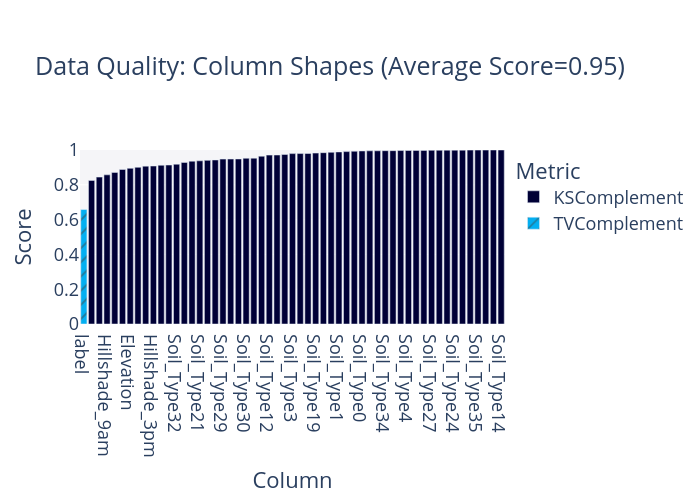 Data Quality: Column Shapes (Average Score=0.95)
1
0.8
0.6
0.4
0.2
0
Score
label
Hillshade_9am
Elevation
Hillshade_3pm
Soil_Type32
Soil_Type21
Soil_Type29
Soil_Type30
Soil_Type12
Soil_Type3
Soil_Type19
Soil_Type1
Soil_Type0
Soil_Type34
Soil_Type4
Soil_Type27
Soil_Type24
Soil_Type35
Soil_Type14
Column
Metric
KSComplement
TVComplement